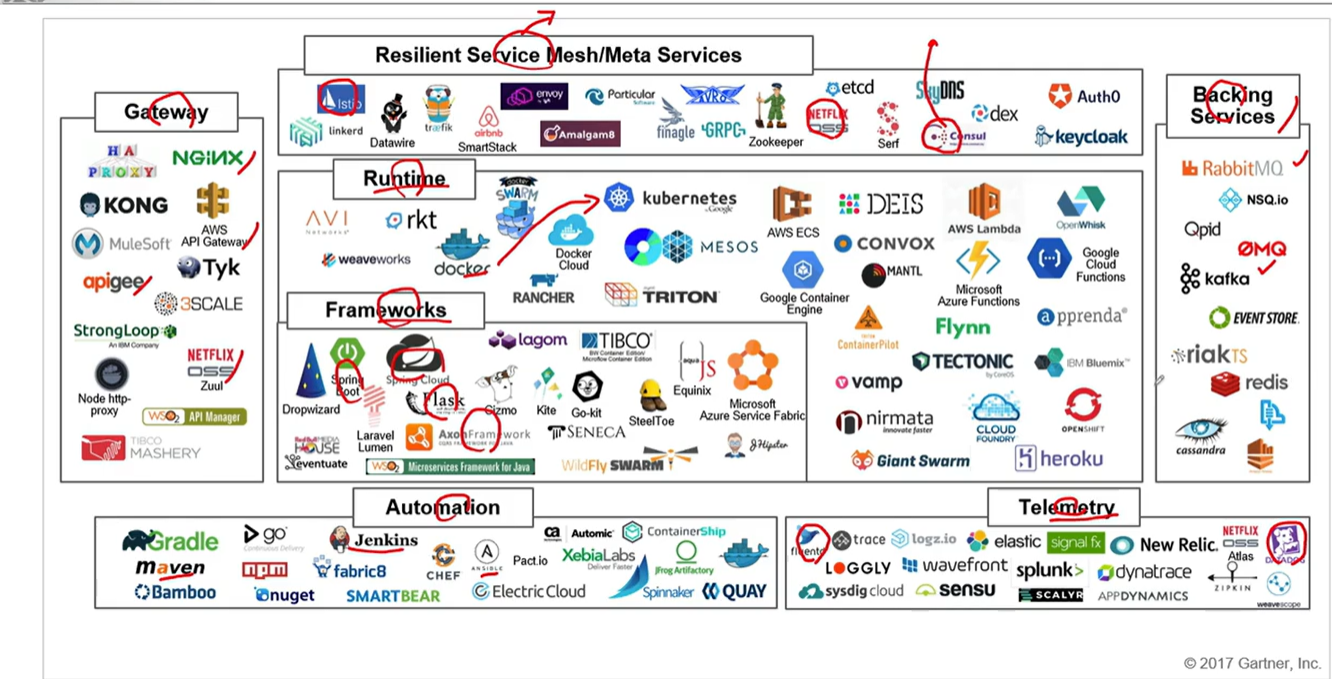 Resilient Service Mesh/Meta Services
Istio
linkerd
Datawire
træfik
airbnb
SmartStack
envoy
Amalgam8
Porticular
Software
finagle
GRPC
Zookeeper
NETFLIX
OSS
etcd
Serf
SkyDNS
Consul
dex
Auth0
keycloak
Gateway
HA
PROXY
NGINX
KONG
AWS
API Gateway
MuleSoft
apigee
Tyk
3SCALE
StrongLoop
An IBM Company
Node http-
proxy
NETFLIX
OSS
Zuul
WSO2 API Manager
TIBCO
MASHERY
Runtime
AVI
Networks
rkt
docker
SWARM
weaveworks
docker
Docker
Cloud
kubernetes
by Google
MESOS
RANCHER
TRITON
AWS ECS
DEIS
CONVOX
MANTL
Google Container
Engine
AWS Lambda
OpenWhisk
Microsoft
Azure Functions
Google
Cloud
Functions
ContainerPilot
Flynn
apprenda
TECTONIC
by CoreOS
IBM Bluemix
vamp
nirmata
innovate faster
CLOUD
FOUNDRY
OPENSHIFT
Giant Swarm
heroku
Frameworks
Dropwizard
Spring
Boot
Spring Cloud
lagom
TIBCO
BW Container Edition/
Microflow Container Edition
Flask
Gizmo
Kite
Go-kit
SteelToe
JS
Equinix
Microsoft
Azure Service Fabric
RedBull MEDIA
HOUSE
Laravel
Lumen
AxonFramework
SENECA
JHipster
eventuate
WSO2 Microservices Framework for Java
WildFly SWARM
Backing
Services
RabbitMQ
NSQ.io
Qpid
ØMQ
kafka
EVENT STORE
riak TS
redis
cassandra
Automation
Gradle
go
Continuous Delivery
Jenkins
ca
technologies
Automic
ContainerShip
maven
npm
fabric8
CHEF
ANSIBLE
Pact.io
XebiaLabs
Deliver Faster
JFrog Artifactory
Bamboo
nuget
SMARTBEAR
Electric Cloud
Spinnaker
QUAY
Telemetry
fluentd
trace
logz.io
elastic
signal fx
New Relic
NETFLIX
OSS
Atlas
DATADOG
LOGGLY
wavefront
splunk>
dynatrace
ZIPKIN
sysdig cloud
sensu
SCALYR
APPDYNAMICS
weavescope
© 2017 Gartner, Inc.